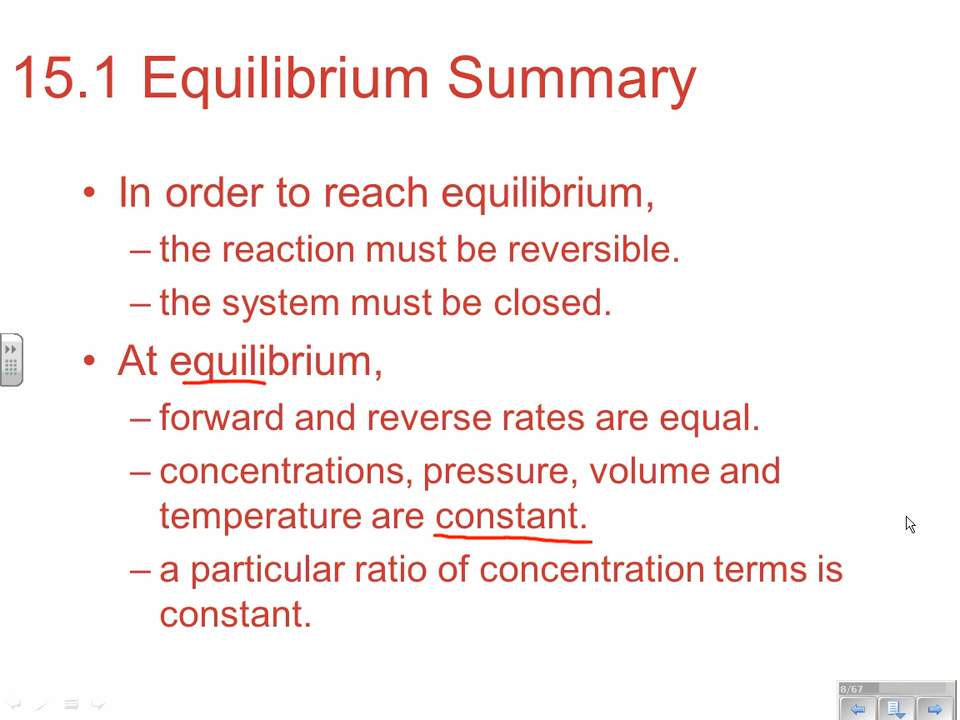 15.1 Equilibrium Summary
• In order to reach equilibrium,
– the reaction must be reversible.
– the system must be closed.
• At equilibrium,
– forward and reverse rates are equal.
– concentrations, pressure, volume and
temperature are constant.
– a particular ratio of concentration terms is
constant.
8/67